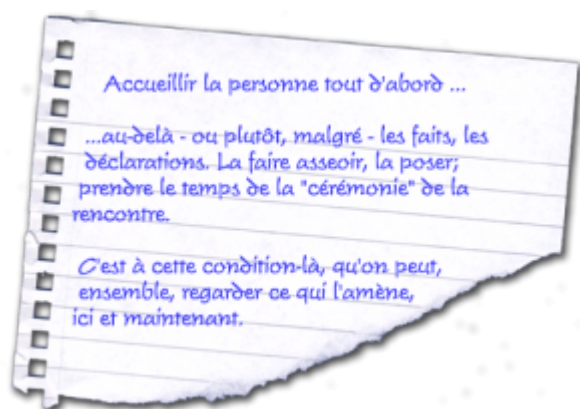 Accueillir la personne tout d'abord ...
...au-delà - ou plutôt, malgré - les faits, les
déclarations. La faire asseoir, la poser;
prendre le temps de la "cérémonie" de la
rencontre.
C'est à cette condition-là, qu'on peut,
ensemble, regarder ce qui l'amène,
ici et maintenant.